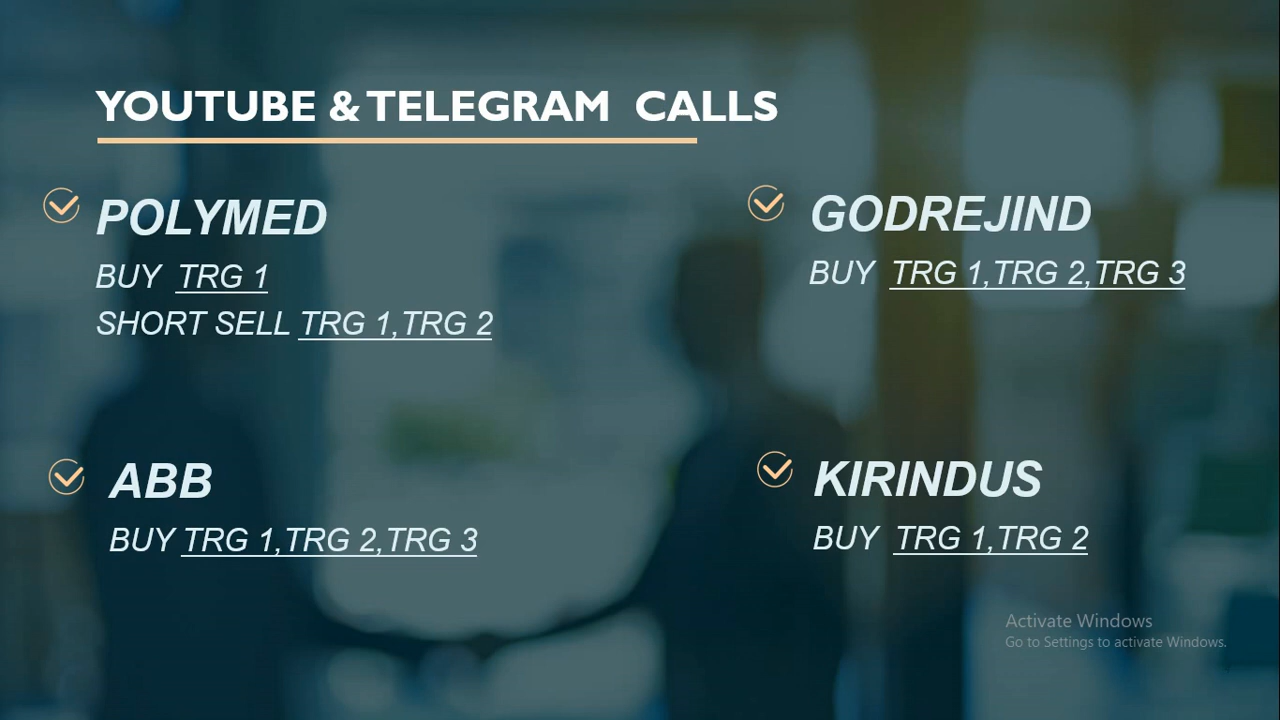 YOUTUBE & TELEGRAM CALLS
POLYMED
BUY TRG 1
SHORT SELL TRG 1,TRG 2
GODREJIND
BUY TRG 1,TRG 2,TRG 3
ABB
BUY TRG 1,TRG 2,TRG 3
KIRINDUS
BUY TRG 1,TRG 2
Activate Windows
Go to Settings to activate Windows.